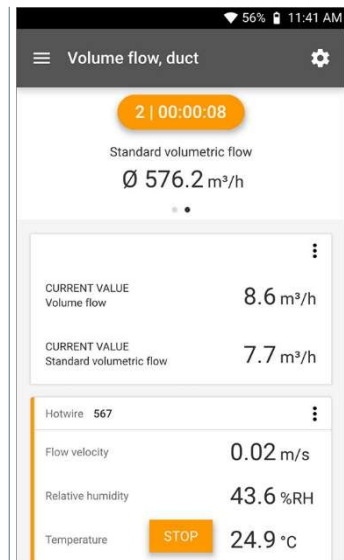 56% 11:41 AM
Volume flow, duct
2 | 00:00:08
Standard volumetric flow
Ø 576.2 m³/h
CURRENT VALUE
Volume flow
8.6 m³/h
CURRENT VALUE
Standard volumetric flow
7.7 m³/h
Hotwire 567
Flow velocity 0.02 m/s
Relative humidity 43.6 %RH
Temperature STOP 24.9 °C